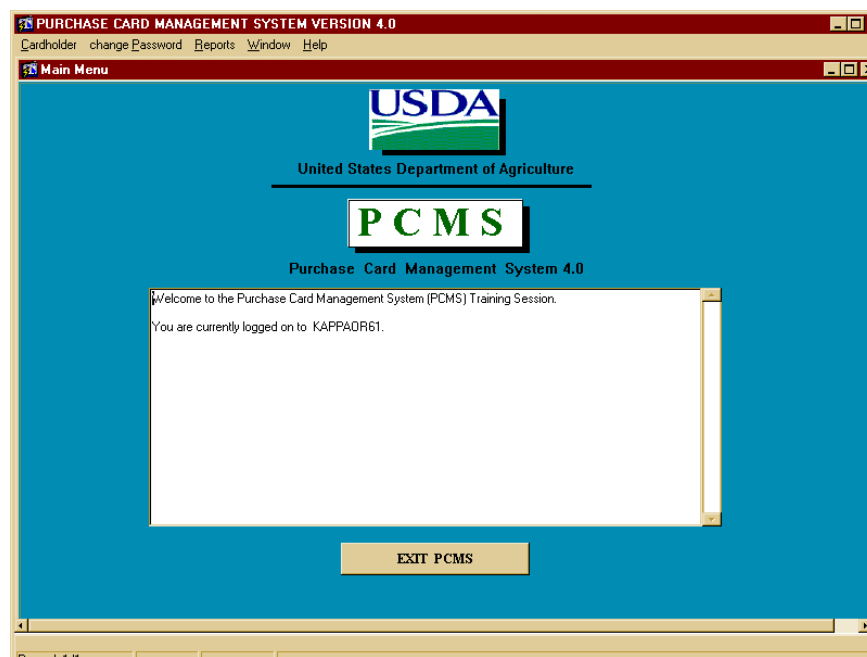 PURCHASE CARD MANAGEMENT SYSTEM VERSION 4.0
Cardholder change Password Reports Window Help
Main Menu
USDA
United States Department of Agriculture
PCMS
Purchase Card Management System 4.0
Welcome to the Purchase Card Management System (PCMS) Training Session.
You are currently logged on to KAPPAOR61.
EXIT PCMS